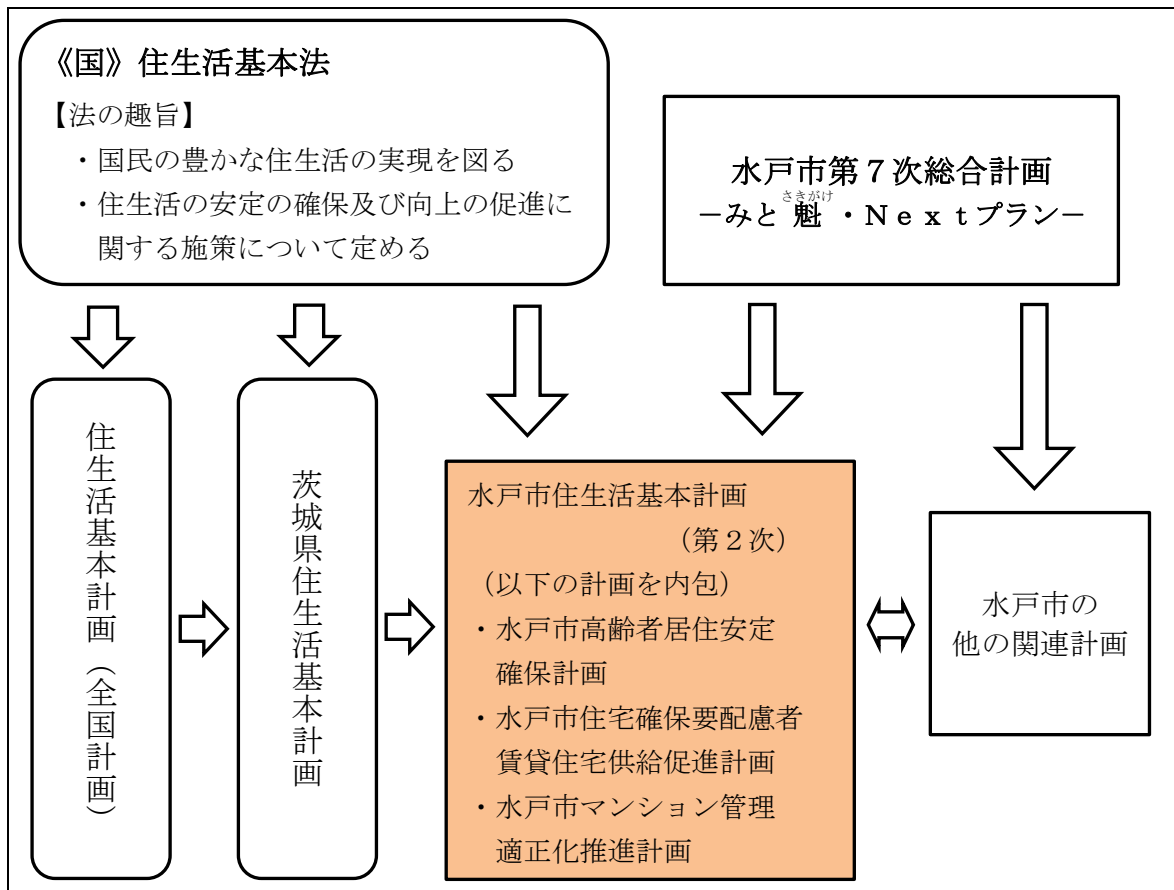 《国》住生活基本法
【法の趣旨】
・国民の豊かな住生活の実現を図る
・住生活の安定の確保及び向上の促進に
関する施策について定める
水戸市第７次総合計画
さきがけ
－みと魁・Ｎｅｘｔプラン－
住生活基本計画（全国計画）
茨城県住生活基本計画
水戸市住生活基本計画
（第２次）
（以下の計画を内包）
・水戸市高齢者居住安定
確保計画
・水戸市住宅確保要配慮者
賃貸住宅供給促進計画
・水戸市マンション管理
適正化推進計画
水戸市の
他の関連計画